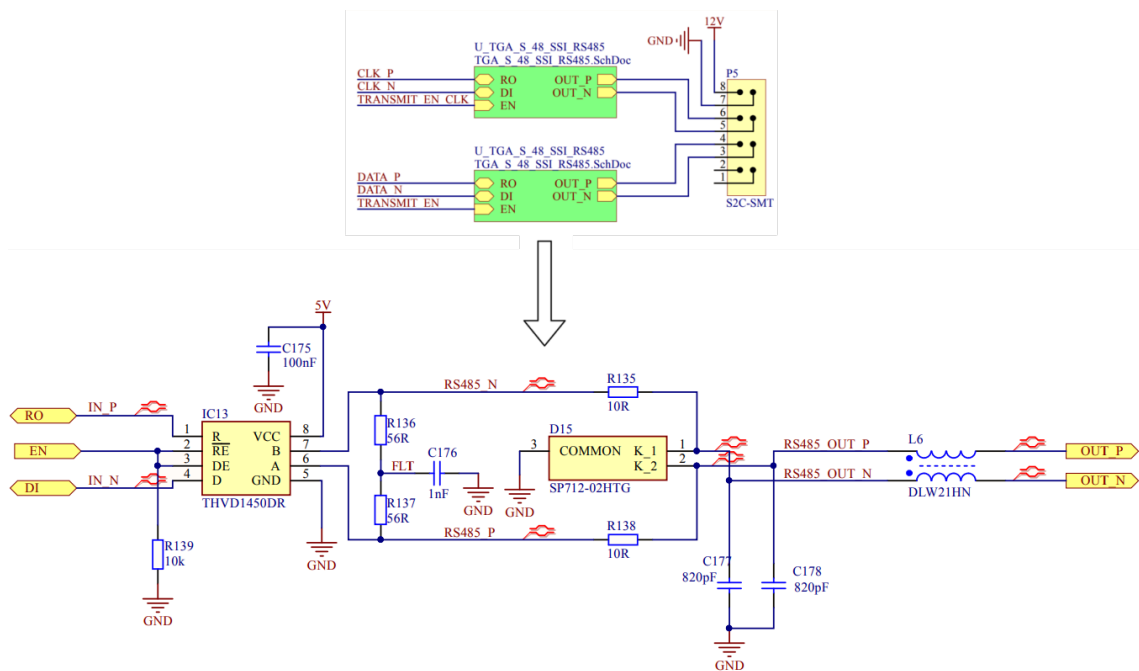 12V
GND
U_TGA_S_48_SSI_RS485
TGA_S_48_SSI_RS485.SchDoc
P5
CLK_P
RO
OUT_P
8
CLK_N
DI
OUT_N
7
TRANSMIT_EN_CLK
EN
6
5
4
U_TGA_S_48_SSI_RS485
TGA_S_48_SSI_RS485.SchDoc
3
2
DATA_P
RO
OUT_P
1
DATA_N
DI
OUT_N
TRANSMIT_EN
EN
S2C-SMT
5V
C175
100nF
GND
RS485_N
R135
10R
RO
IN_P
IC13
R136
56R
D15
1
R
VCC
8
EN
2
RE
B
7
3
DE
A
6
DI
IN_N
4
D
GND
5
THVD1450DR
FLT
C176
1nF
GND
3
COMMON
K_1
1
K_2
2
SP712-02HTG
GND
RS485_OUT_P
L6
OUT_P
RS485_OUT_N
OUT_N
DLW21HN
R137
56R
RS485_P
R138
10R
R139
10k
GND
GND
C177
820pF
C178
820pF
GND